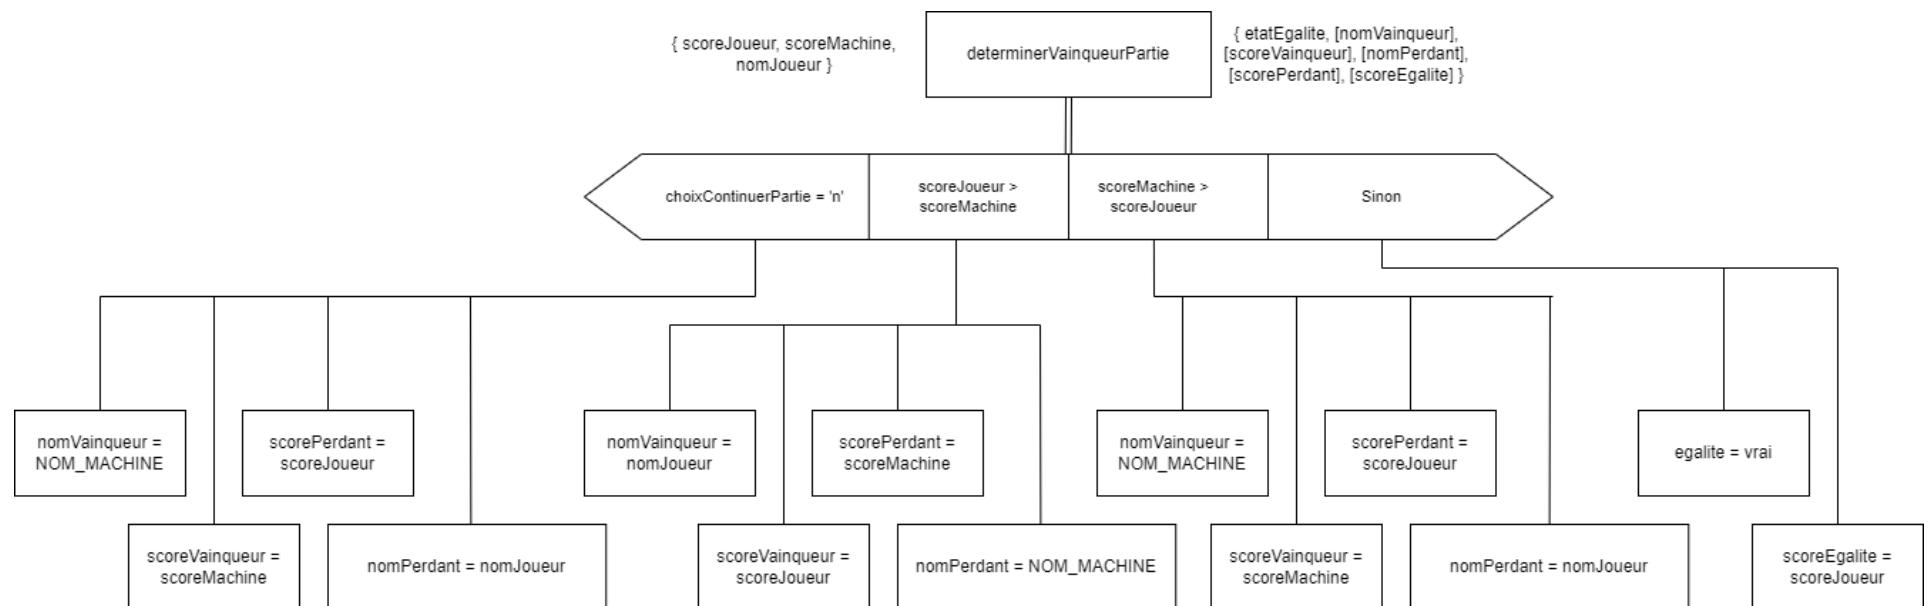 { scoreJoueur, scoreMachine,
nomJoueur }
determinerVainqueurPartie
{ etatEgalite, [nomVainqueur],
[scoreVainqueur], [nomPerdant],
[scorePerdant], [scoreEgalite] }
choixContinuerPartie = 'n'
scoreJoueur >
scoreMachine
scoreMachine >
scoreJoueur
Sinon
nomVainqueur =
NOM_MACHINE
scoreVainqueur =
scoreMachine
scorePerdant =
scoreJoueur
nomPerdant = nomJoueur
nomVainqueur =
nomJoueur
scoreVainqueur =
scoreJoueur
scorePerdant =
scoreMachine
nomPerdant = NOM_MACHINE
nomVainqueur =
NOM_MACHINE
scoreVainqueur =
scoreMachine
scorePerdant =
scoreJoueur
nomPerdant = nomJoueur
egalite = vrai
scoreEgalite =
scoreJoueur